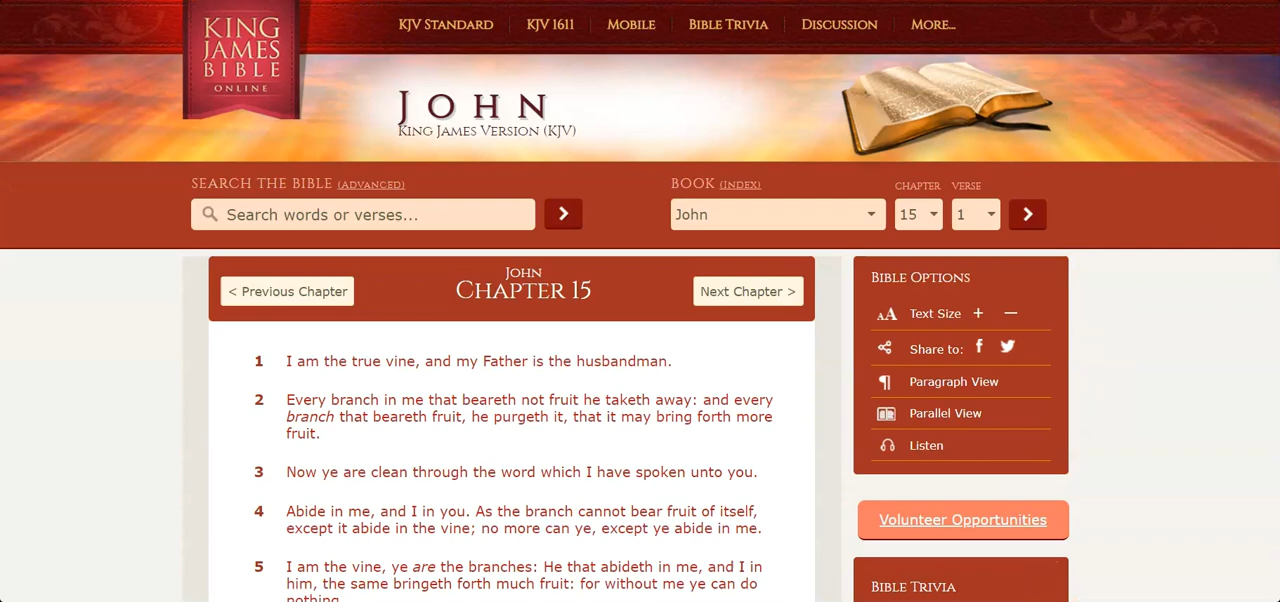 KING
JAMES
BIBLE
ONLINE
KJV STANDARD
KJV 1611
MOBILE
BIBLE TRIVIA
DISCUSSION
MORE...
JOHN
KING JAMES VERSION (KJV)
SEARCH THE BIBLE (ADVANCED)
Search words or verses...
BOOK (INDEX)
CHAPTER
VERSE
John
15
1
< Previous Chapter
JOHN
CHAPTER 15
Next Chapter >
1 I am the true vine, and my Father is the husbandman.
2 Every branch in me that beareth not fruit he taketh away: and every
branch that beareth fruit, he purgeth it, that it may bring forth more
fruit.
3 Now ye are clean through the word which I have spoken unto you.
4 Abide in me, and I in you. As the branch cannot bear fruit of itself,
except it abide in the vine; no more can ye, except ye abide in me.
5 I am the vine, ye are the branches: He that abideth in me, and I in
him, the same bringeth forth much fruit: for without me ye can do
nothing.
BIBLE OPTIONS
AA Text Size + —
Share to:
Paragraph View
Parallel View
Listen
Volunteer Opportunities
BIBLE TRIVIA